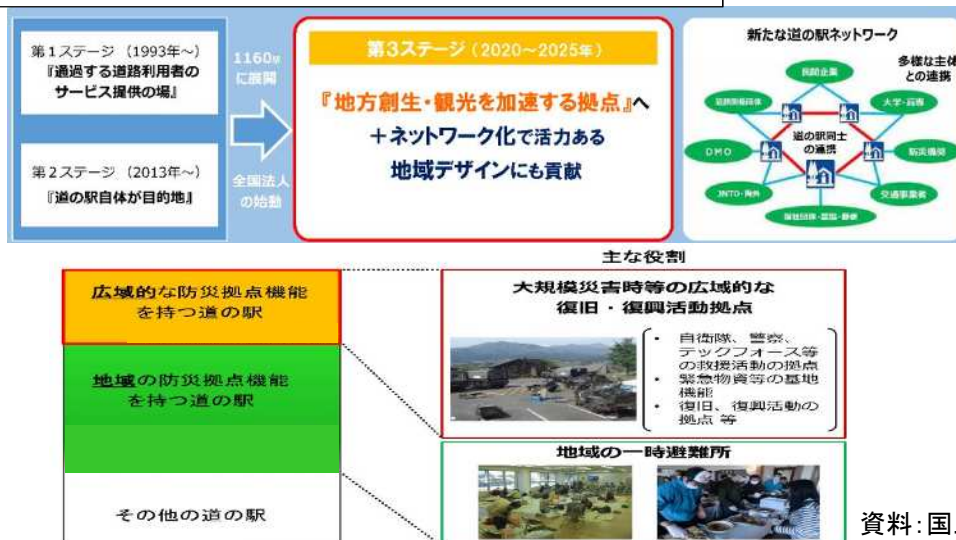 第1ステージ（1993年～）
『通過する道路利用者の
サービス提供の場』
第2ステージ（2013年～）
『道の駅自体が目的地』
1160駅
に展開
全国法人
の始動
第3ステージ（2020～2025年）
『地方創生・観光を加速する拠点』へ
＋ネットワーク化で活力ある
地域デザインにも貢献
新たな道の駅ネットワーク
多様な主体
との連携
民間企業
道路関係団体
大学・高専
道の駅同士
の連携
DMO
防災機関
JNTO・海外
交通事業者
主な役割
広域的な防災拠点機能
を持つ道の駅
大規模災害時等の広域的な
復旧・復興活動拠点
・ 自衛隊、警察、
テックフォース等
の救援活動の拠点
・ 緊急物資等の基地
機能
・ 復旧、復興活動の
拠点 等
地域の防災拠点機能
を持つ道の駅
地域の一時避難所
その他の道の駅
資料：国